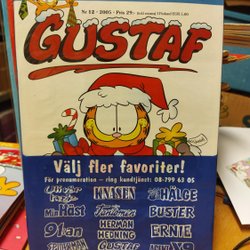 Nr 12 • 2005 • Pris 29:-
GUSTAF
Välj fler favoriter!
För prenumeration – ring kundtjänst: 08-799 63 05
KNASEN
HÄLGE
Min Häst
Fantomen
BUSTER
91:an
HERMAN HEDNING
ERNIE
GUSTAF